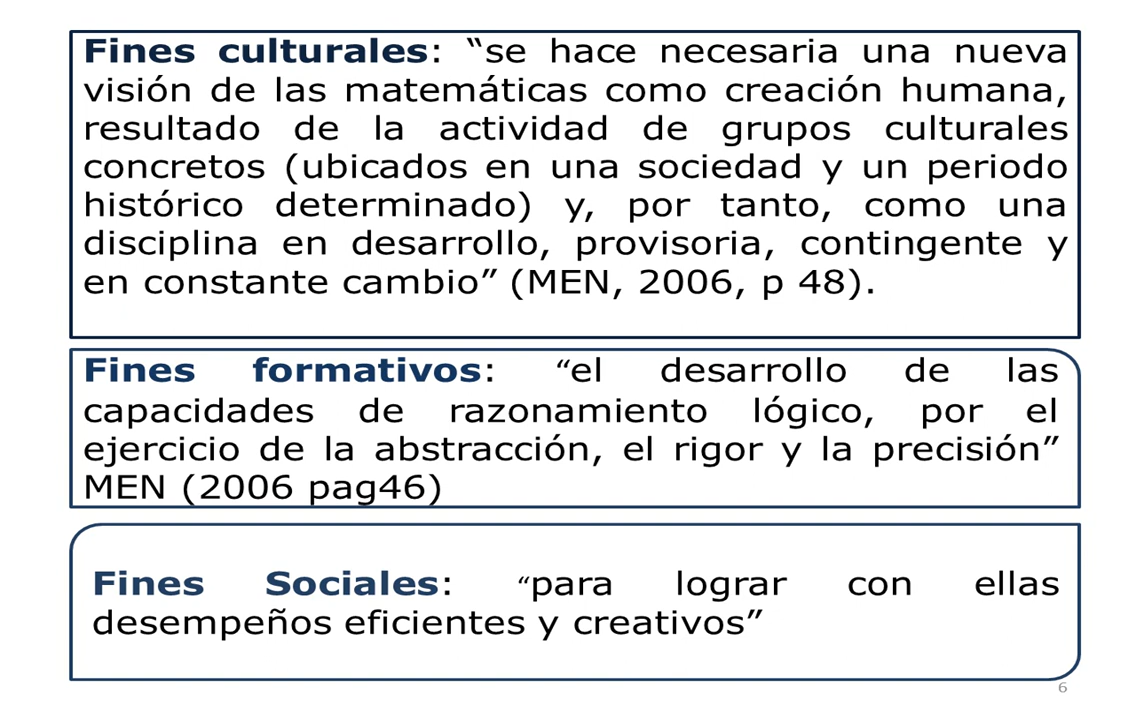 Fines culturales: “se hace necesaria una nueva
visión de las matemáticas como creación humana,
resultado de la actividad de grupos culturales
concretos (ubicados en una sociedad y un periodo
histórico determinado) y, por tanto, como una
disciplina en desarrollo, provisoria, contingente y
en constante cambio” (MEN, 2006, p 48).
Fines formativos: “el desarrollo de las
capacidades de razonamiento lógico, por el
ejercicio de la abstracción, el rigor y la precisión”
MEN (2006 pag46)
Fines Sociales: “para lograr con ellas
desempeños eficientes y creativos”
6